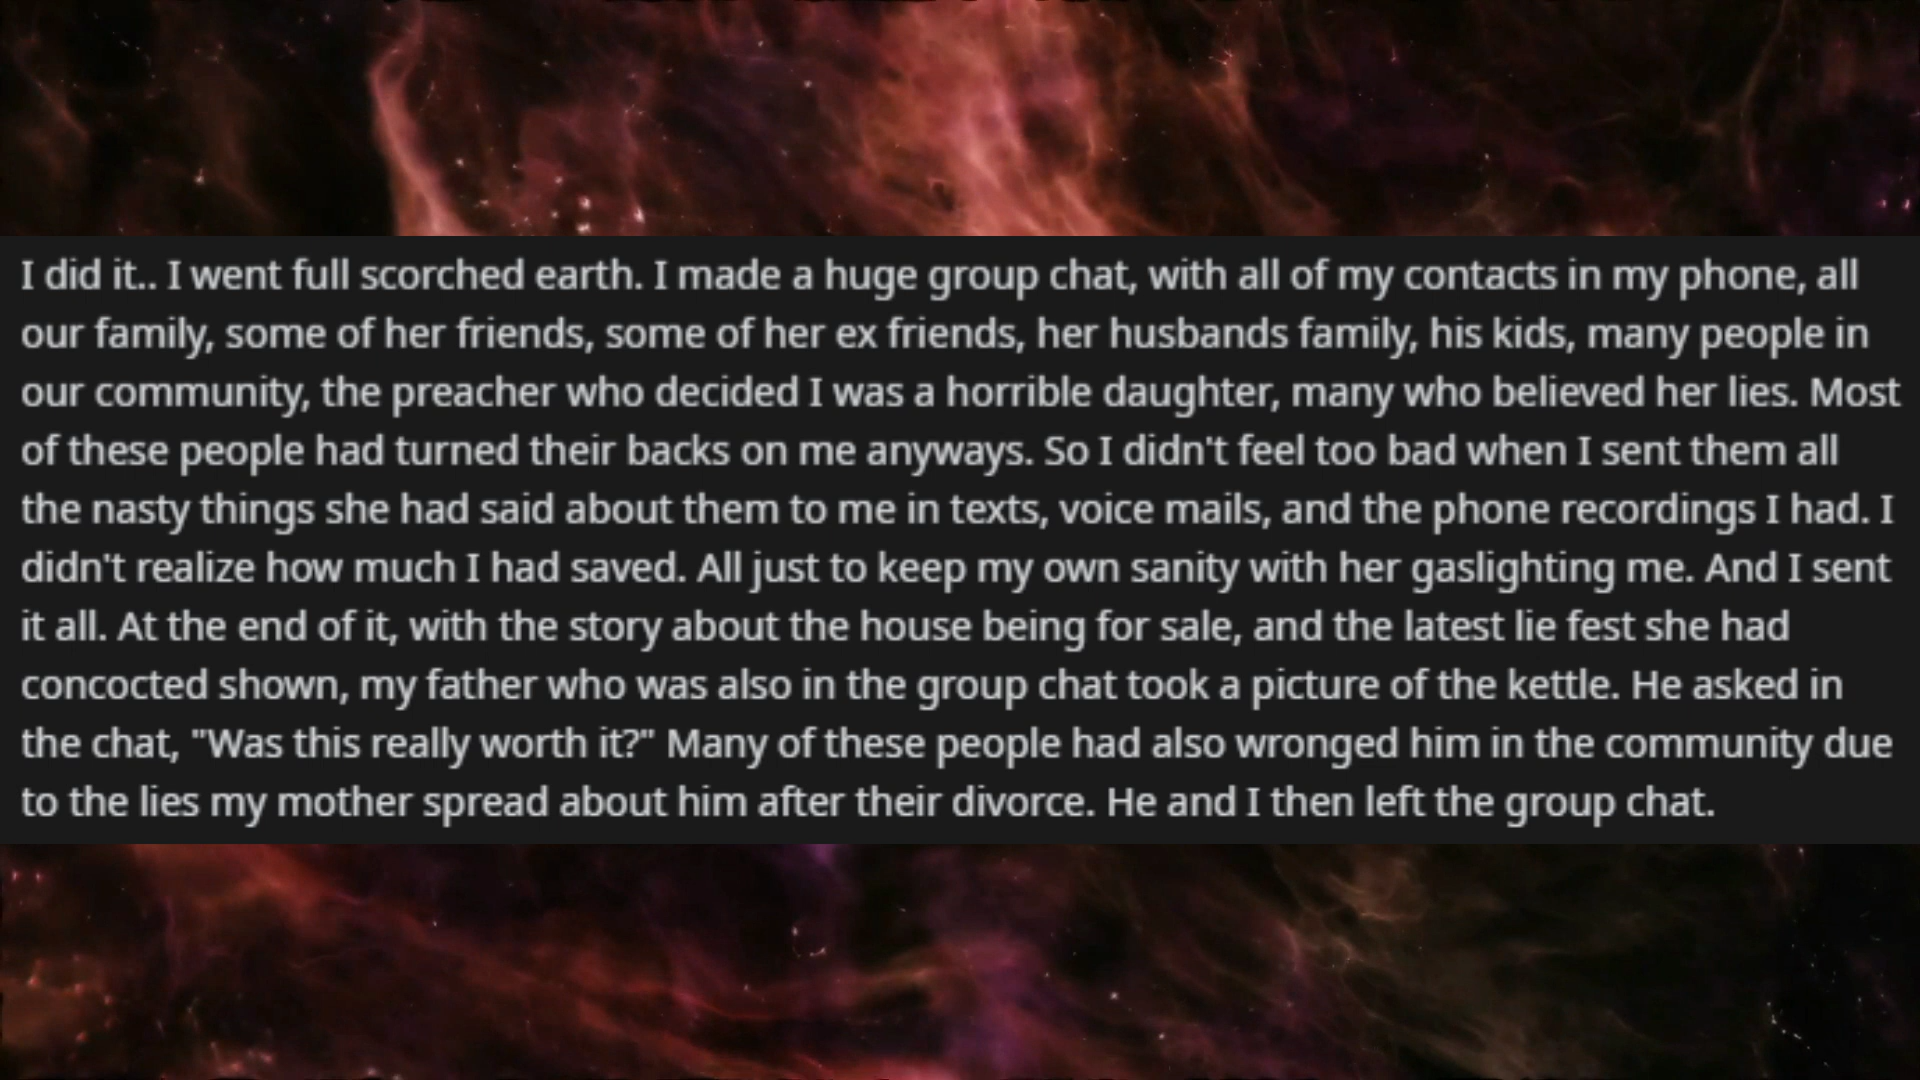 I did it.. I went full scorched earth. I made a huge group chat, with all of my contacts in my phone, all
our family, some of her friends, some of her ex friends, her husbands family, his kids, many people in
our community, the preacher who decided I was a horrible daughter, many who believed her lies. Most
of these people had turned their backs on me anyways. So I didn't feel too bad when I sent them all
the nasty things she had said about them to me in texts, voice mails, and the phone recordings I had. I
didn't realize how much I had saved. All just to keep my own sanity with her gaslighting me. And I sent
it all. At the end of it, with the story about the house being for sale, and the latest lie fest she had
concocted shown, my father who was also in the group chat took a picture of the kettle. He asked in
the chat, "Was this really worth it?" Many of these people had also wronged him in the community due
to the lies my mother spread about him after their divorce. He and I then left the group chat.